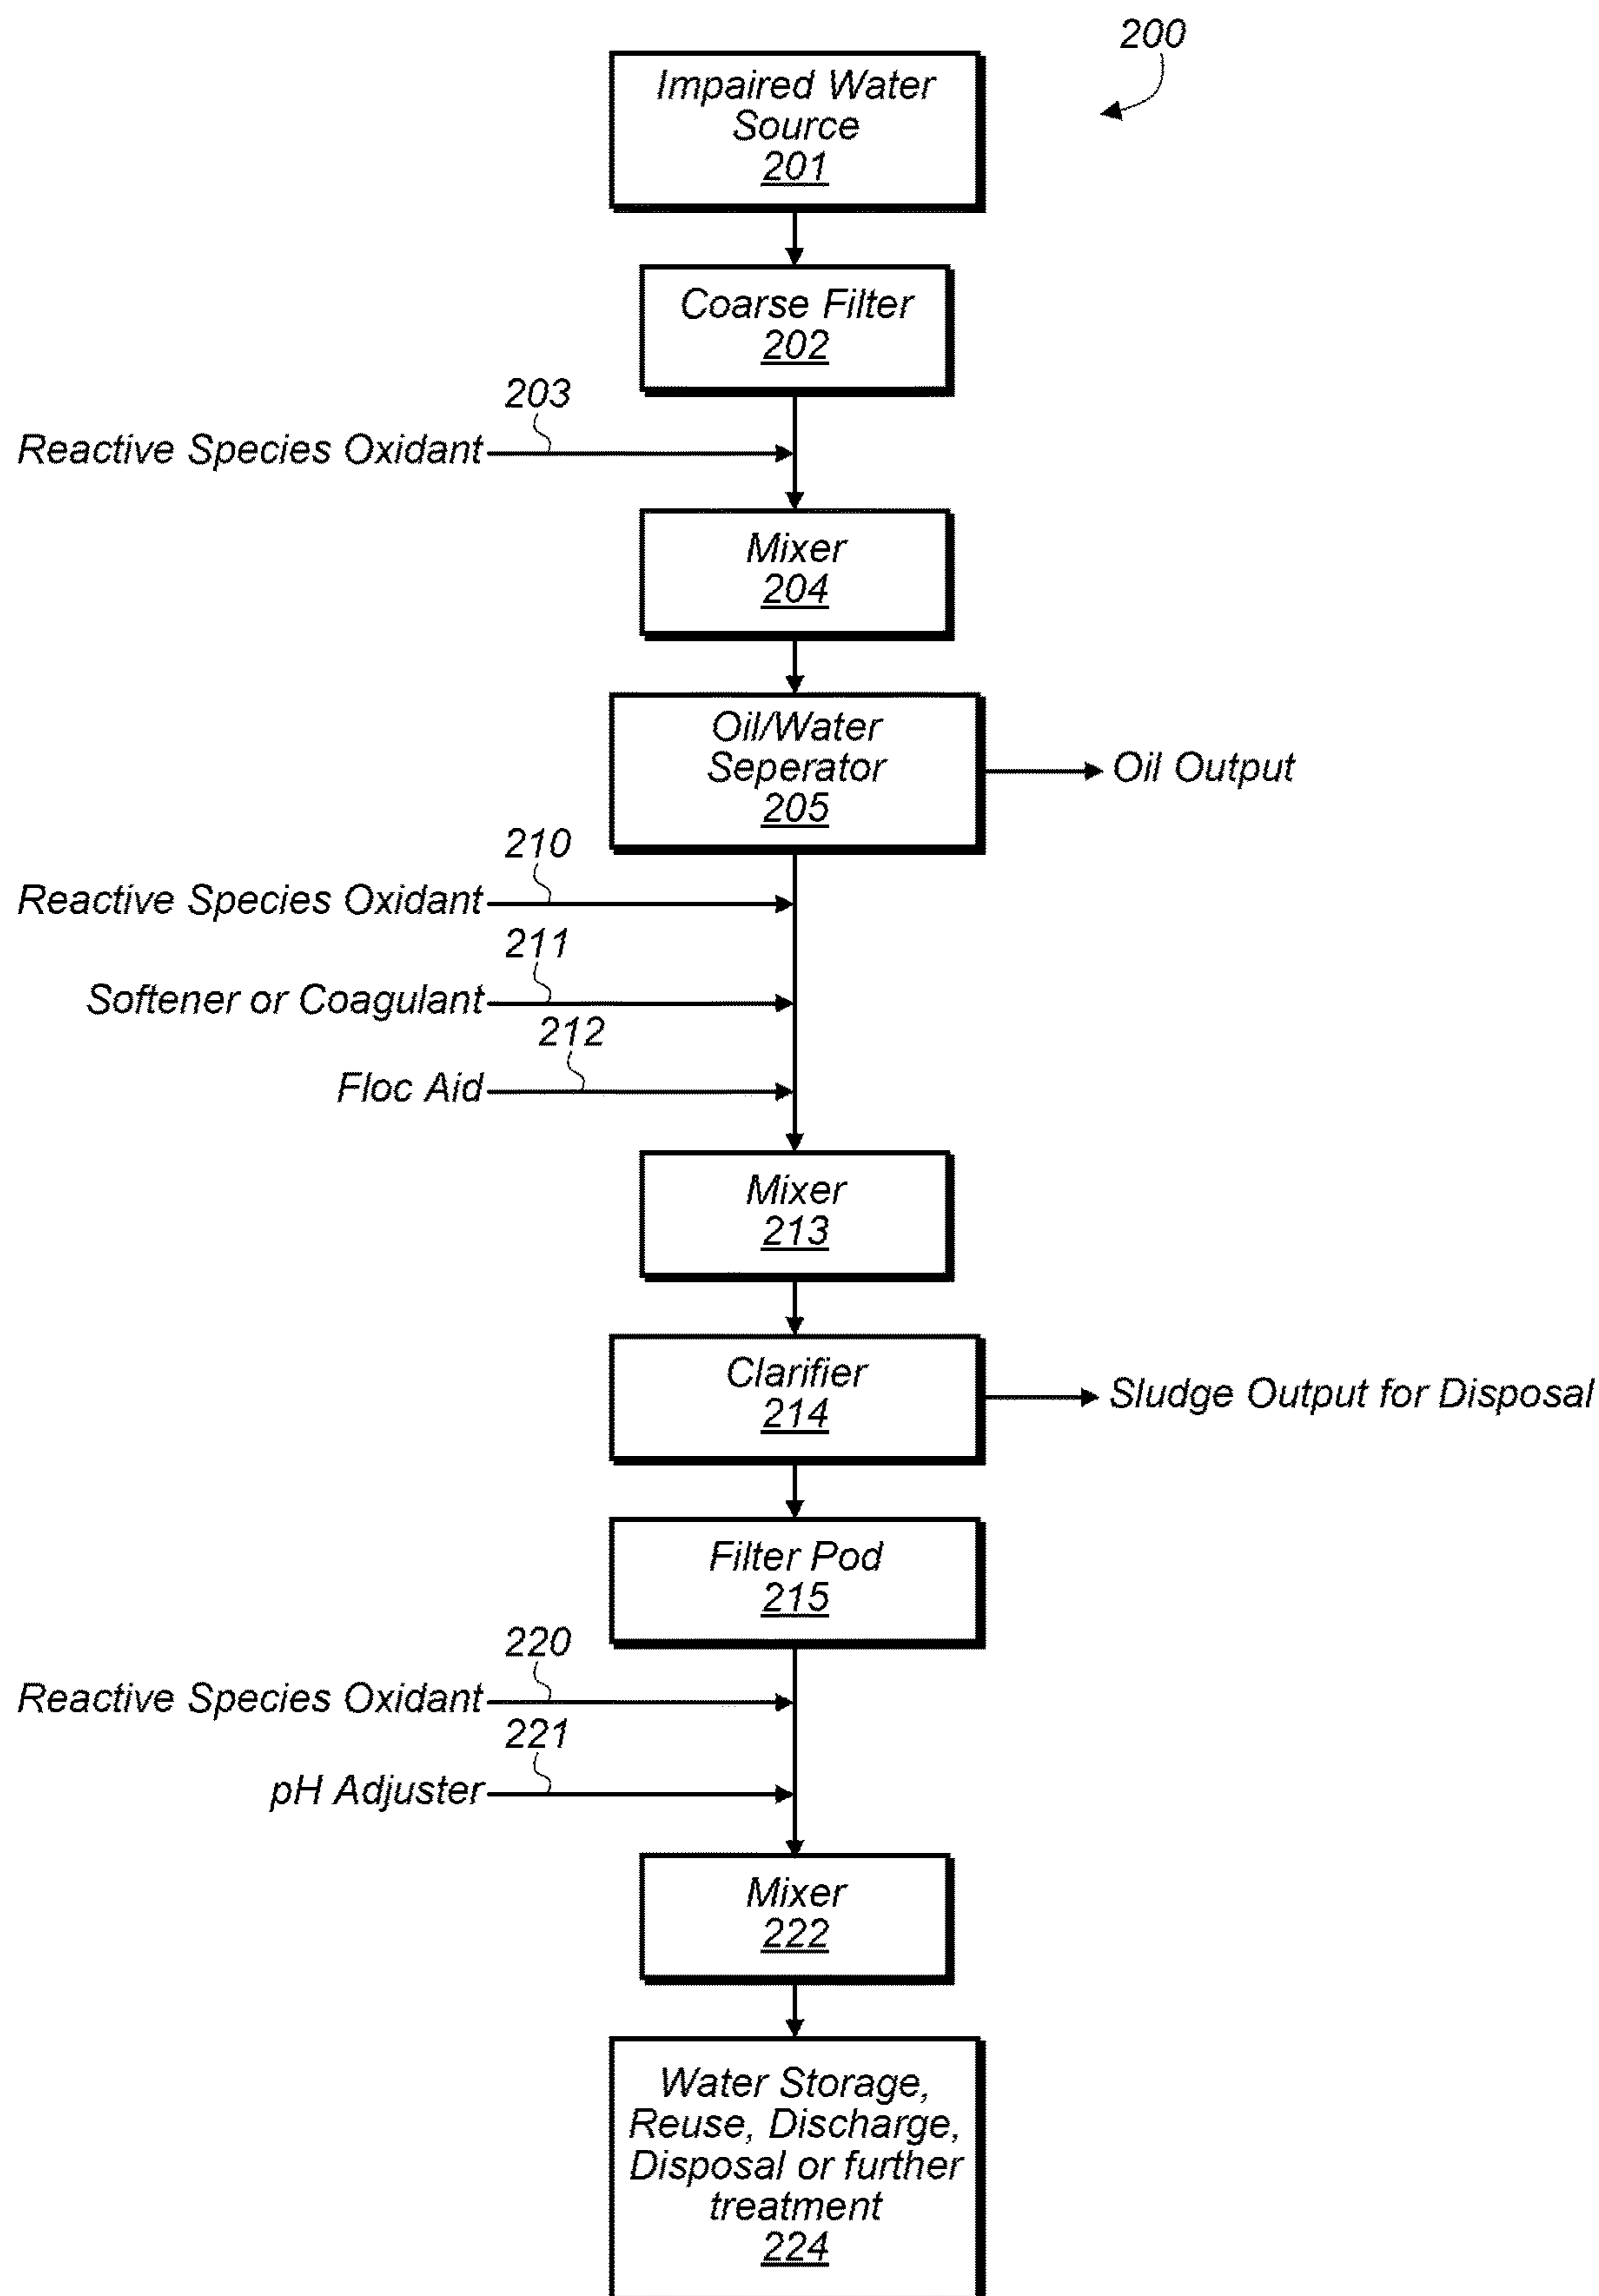 200
Impaired Water
Source
201
Coarse Filter
202
203
Reactive Species Oxidant
Mixer
204
Oil/Water
Seperator
205
Oil Output
210
Reactive Species Oxidant
211
Softener or Coagulant
212
Floc Aid
Mixer
213
Clarifier
214
Sludge Output for Disposal
Filter Pod
215
220
Reactive Species Oxidant
221
pH Adjuster
Mixer
222
Water Storage,
Reuse, Discharge,
Disposal or further
treatment
224